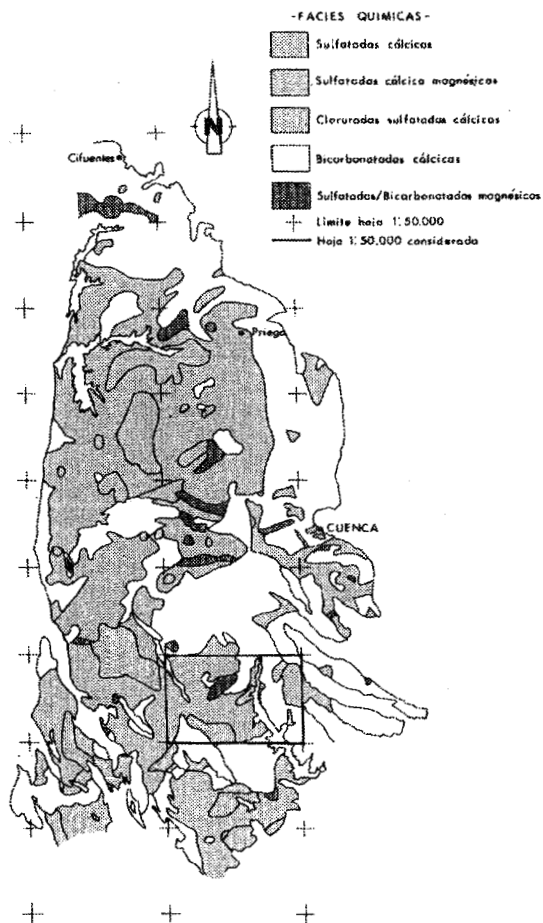 -FACIES QUIMICAS-
Sulfatadas cálcicas
Sulfatadas cálcica magnésicas
Cloruradas sulfatadas cálcicas
Bicarbonatadas cálcicas
Sulfatadas/Bicarbonatadas magnésicas
Límite hoja 1:50.000
Hoja 1:50.000 considerada
N
Cifuentes
Priego
CUENCA